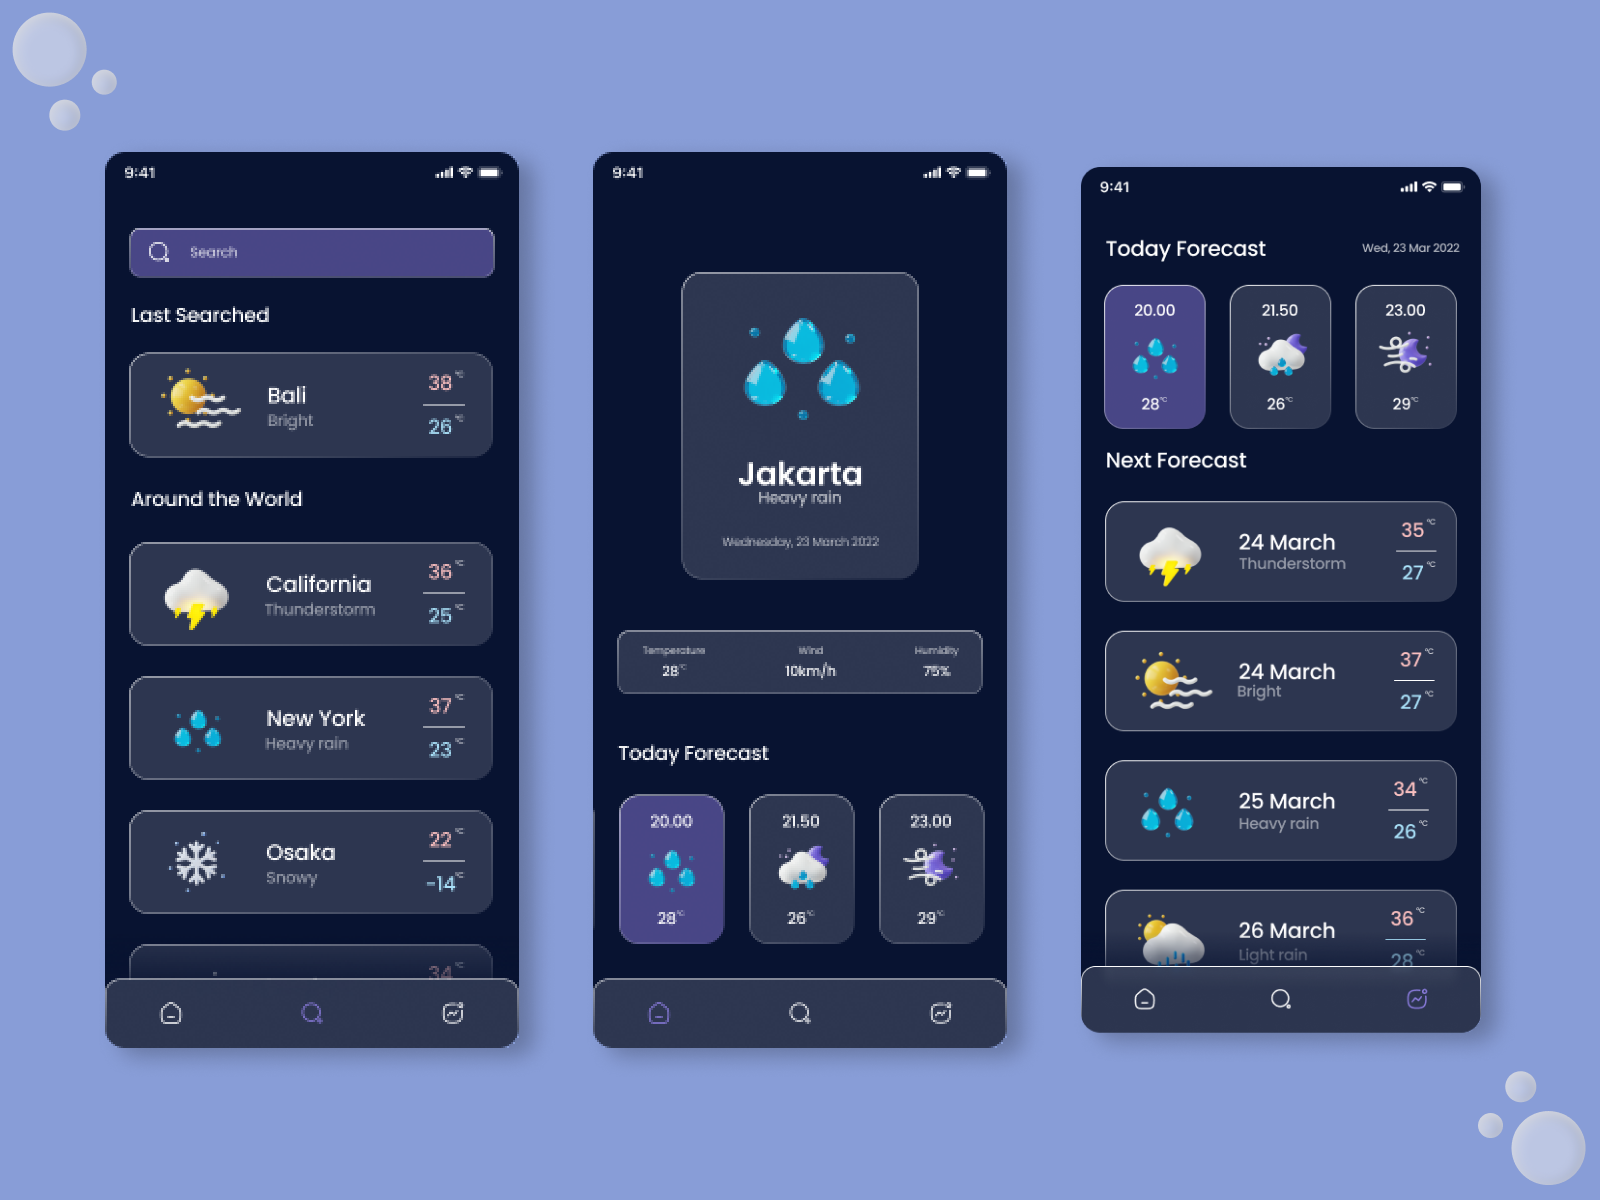 9:41
Search
Last Searched
Bali
Bright
38 °C
26 °C
Around the World
California
Thunderstorm
36 °C
25 °C
New York
Heavy rain
37 °C
23 °C
Osaka
Snowy
22 °C
-14 °C
34 °C
9:41
Jakarta
Heavy rain
Wednesday, 23 March 2022
Temperature Wind Humidity
28°C 10km/h 75%
Today Forecast
20.00 21.50 23.00
28°C 26°C 29°C
9:41
Today Forecast Wed, 23 Mar 2022
20.00 21.50 23.00
28°C 26°C 29°C
Next Forecast
24 March
Thunderstorm
35 °C
27 °C
24 March
Bright
37 °C
27 °C
25 March
Heavy rain
34 °C
26 °C
26 March
Light rain
36 °C
28 °C